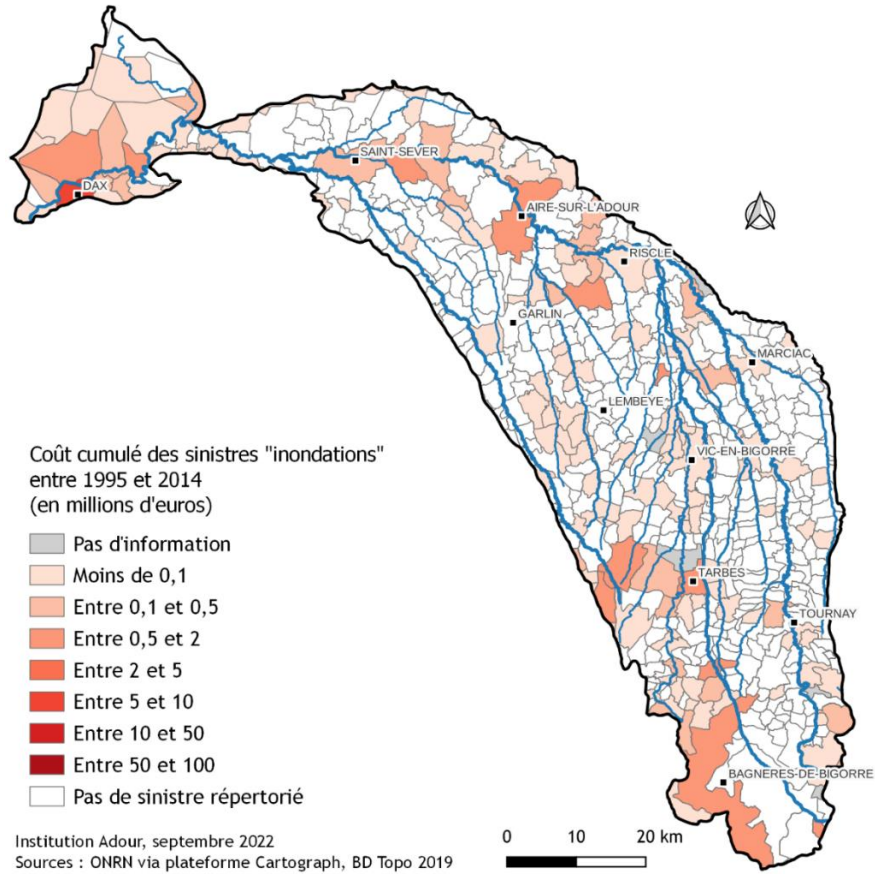 DAX
SAINT-SEVER
AIRE-SUR-L'ADOUR
RISCLE
GARLIN
MARCIAC
LEMBEYE
VIC-EN-BIGORRE
TARBES
TOURNAY
BAGNERES-DE-BIGORRE
Coût cumulé des sinistres "inondations"
entre 1995 et 2014
(en millions d'euros)
Pas d'information
Moins de 0,1
Entre 0,1 et 0,5
Entre 0,5 et 2
Entre 2 et 5
Entre 5 et 10
Entre 10 et 50
Entre 50 et 100
Pas de sinistre répertorié
Institution Adour, septembre 2022
Sources : ONRN via plateforme Cartograph, BD Topo 2019
0 10 20 km